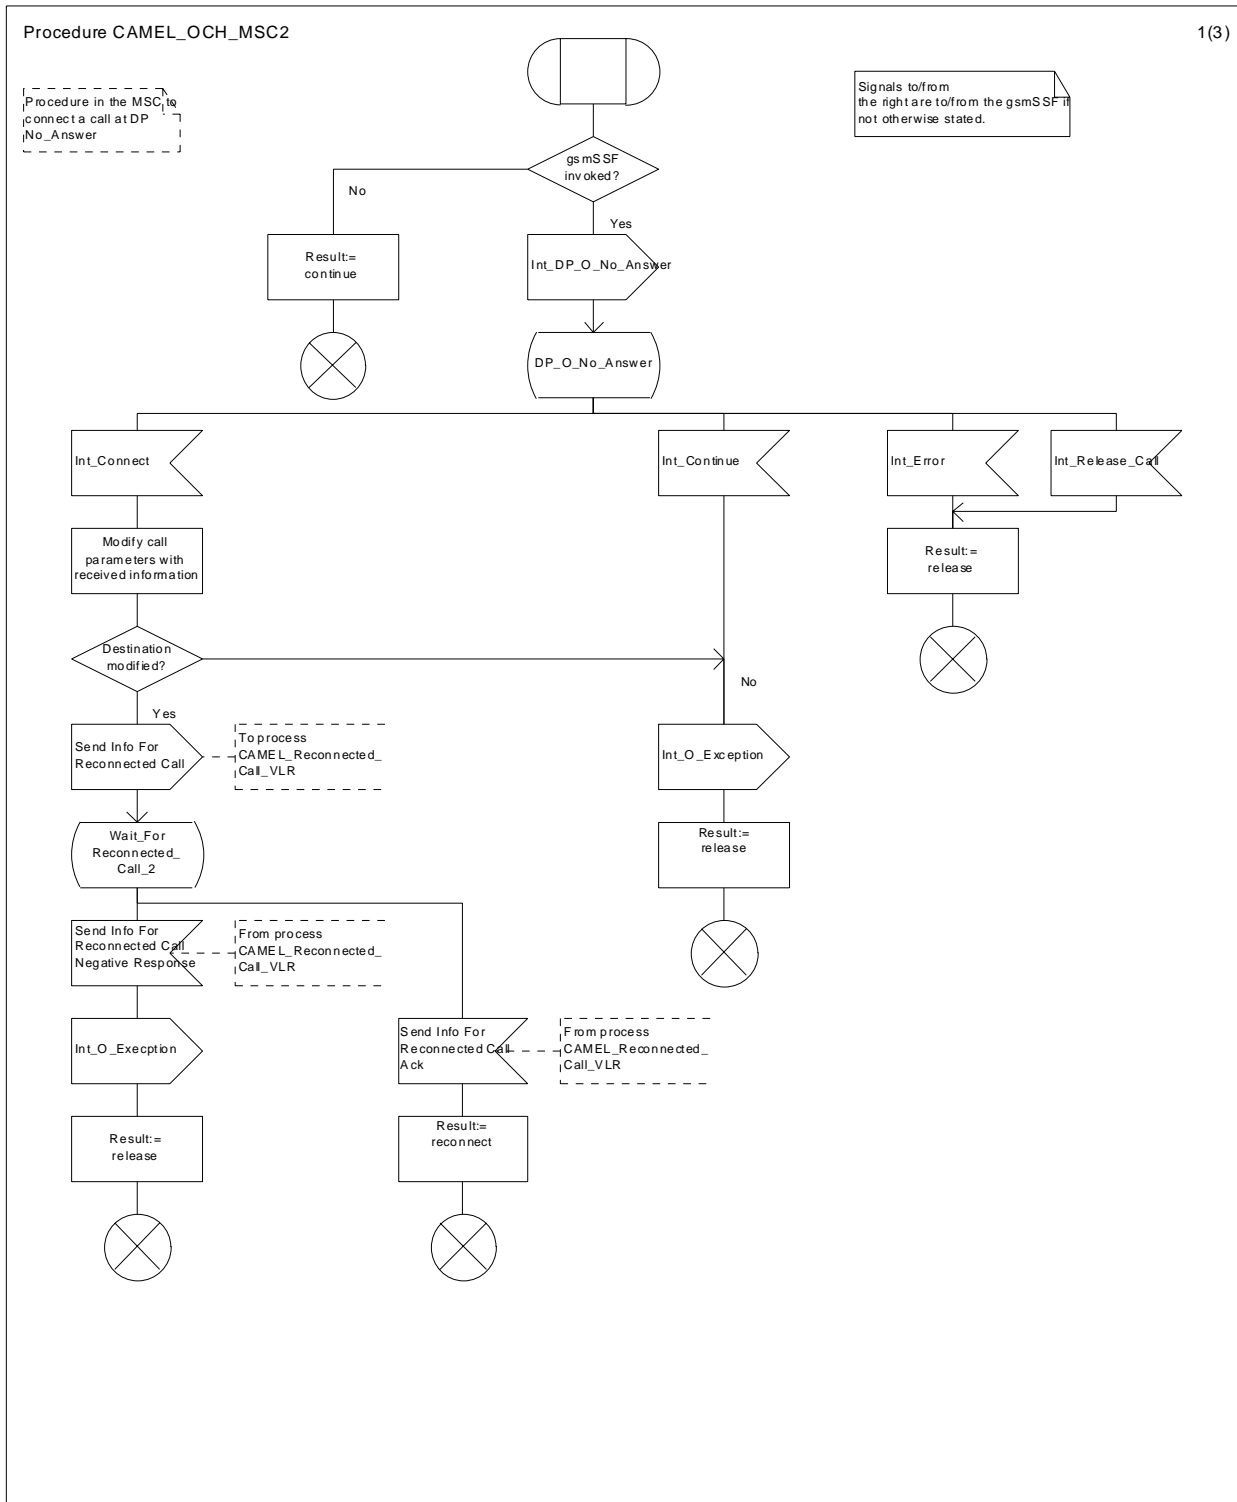 Procedure CAMEL_OCH_MSC2
1(3)
Procedure in the MSC to
connect a call at DP
No_Answer
Signals to/from
the right are to/from the gsmSSF if
not otherwise stated.
gsmSSF
invoked?
No
Yes
Result:=
continue
Int_DP_O_No_Answer
DP_O_No_Answer
Int_Connect
Int_Continue
Int_Error
Int_Release_Call
Modify call
parameters with
received information
Result:=
release
Destination
modified?
No
Yes
Send Info For
Reconnected Call
To process
CAMEL_Reconnected_
Call_VLR
Int_O_Exception
Wait_For
Reconnected_
Call_2
Result:=
release
Send Info For
Reconnected Call
Negative Response
From process
CAMEL_Reconnected_
Call_VLR
Int_O_Execption
Send Info For
Reconnected Call
Ack
From process
CAMEL_Reconnected_
Call_VLR
Result:=
release
Result:=
reconnect